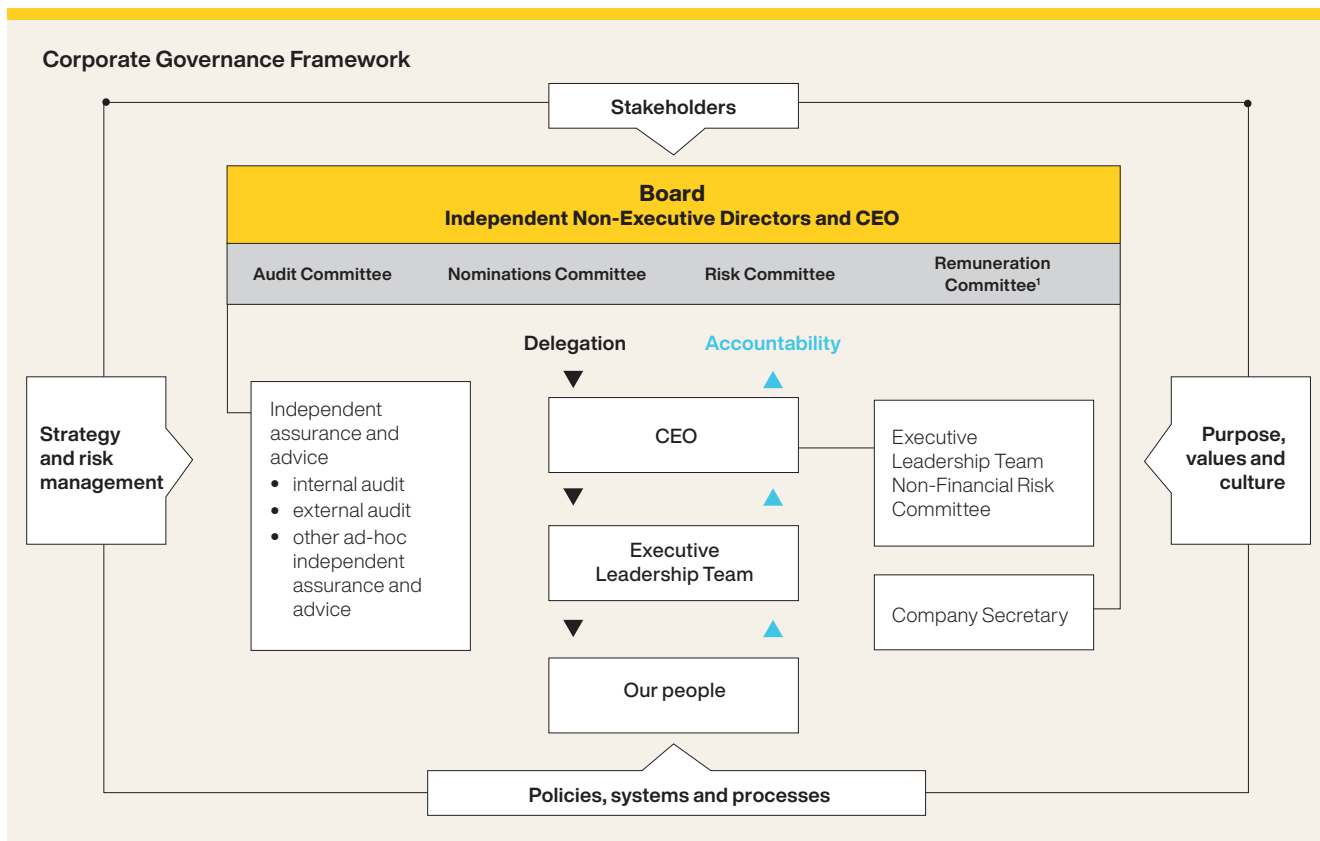 Corporate Governance Framework
Stakeholders
Board
Independent Non-Executive Directors and CEO
Audit Committee
Nominations Committee
Risk Committee
Remuneration
Committee¹
Delegation
Accountability
Strategy
and risk
management
Independent
assurance and
advice
• internal audit
• external audit
• other ad-hoc
independent
assurance and
advice
CEO
Executive
Leadership Team
Our people
Executive
Leadership Team
Non-Financial Risk
Committee
Company Secretary
Purpose,
values and
culture
Policies, systems and processes